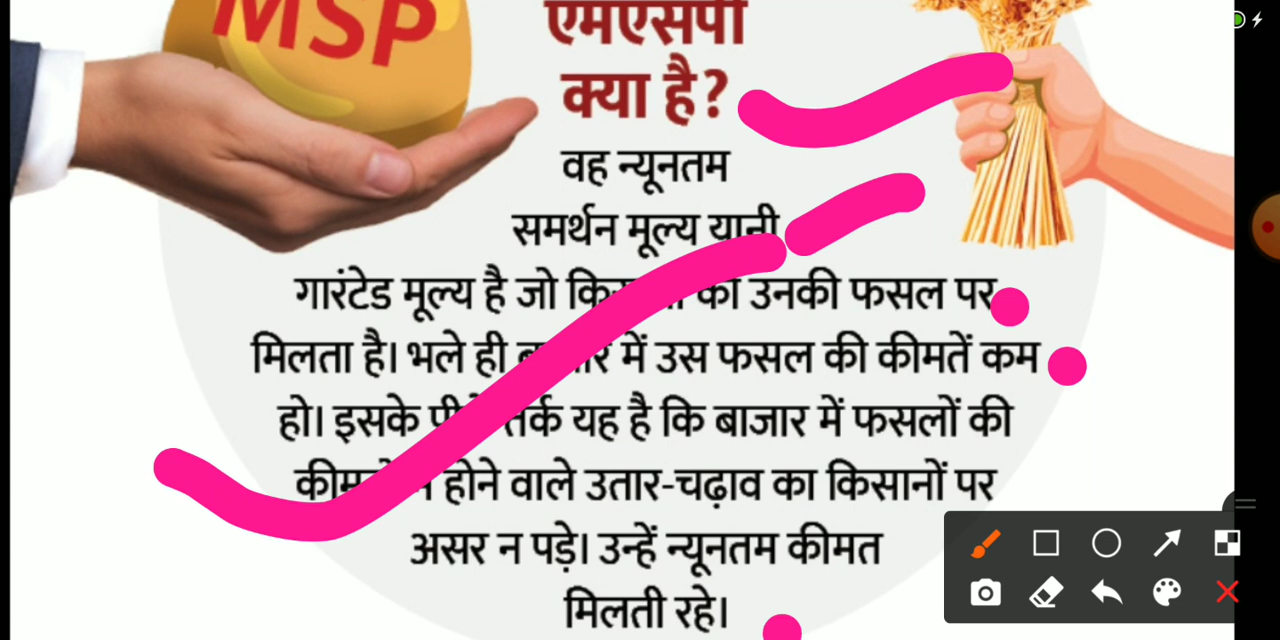 MSP
एमएसपी
क्या है?
वह न्यूनतम
समर्थन मूल्य यानी
गारंटेड मूल्य है जो को उनकी फसल पर
मिलता है। भले ही में उस फसल की कीमतें कम
हो। इसके तर्क यह है कि बाजार में फसलों की
होने वाले उतार-चढ़ाव का किसानों पर
असर न पड़े। उन्हें न्यूनतम कीमत
मिलती रहे।